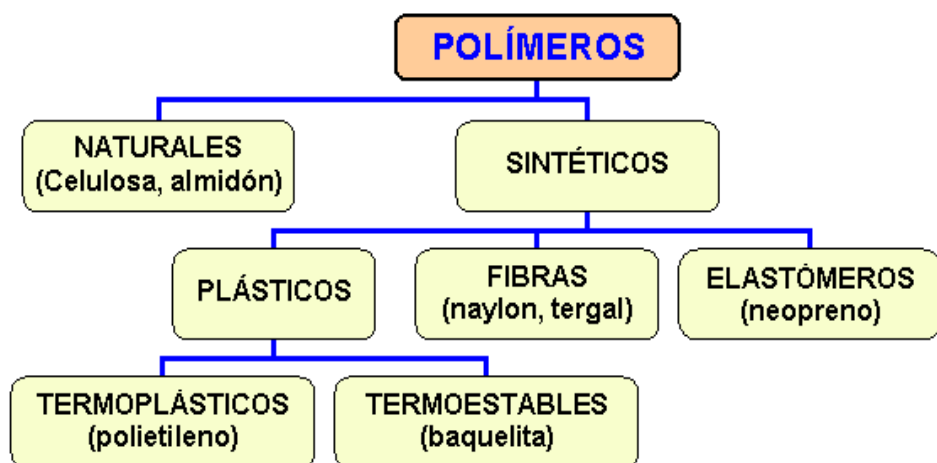 POLÍMEROS
NATURALES
(Celulosa, almidón)
SINTÉTICOS
PLÁSTICOS
FIBRAS
(naylon, tergal)
ELASTÓMEROS
(neopreno)
TERMOPLÁSTICOS
(polietileno)
TERMOESTABLES
(baquelita)